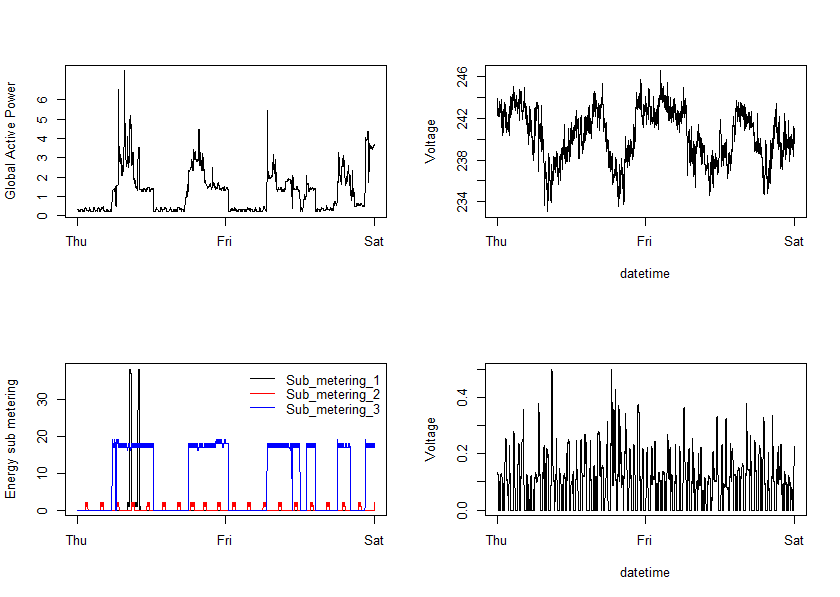 Global Active Power
6
5
4
3
2
1
0
Thu Fri Sat
Voltage
246
242
238
234
Thu Fri Sat
datetime
Energy sub metering
30
20
10
0
Sub_metering_1
Sub_metering_2
Sub_metering_3
Thu Fri Sat
Voltage
0.4
0.2
0.0
Thu Fri Sat
datetime